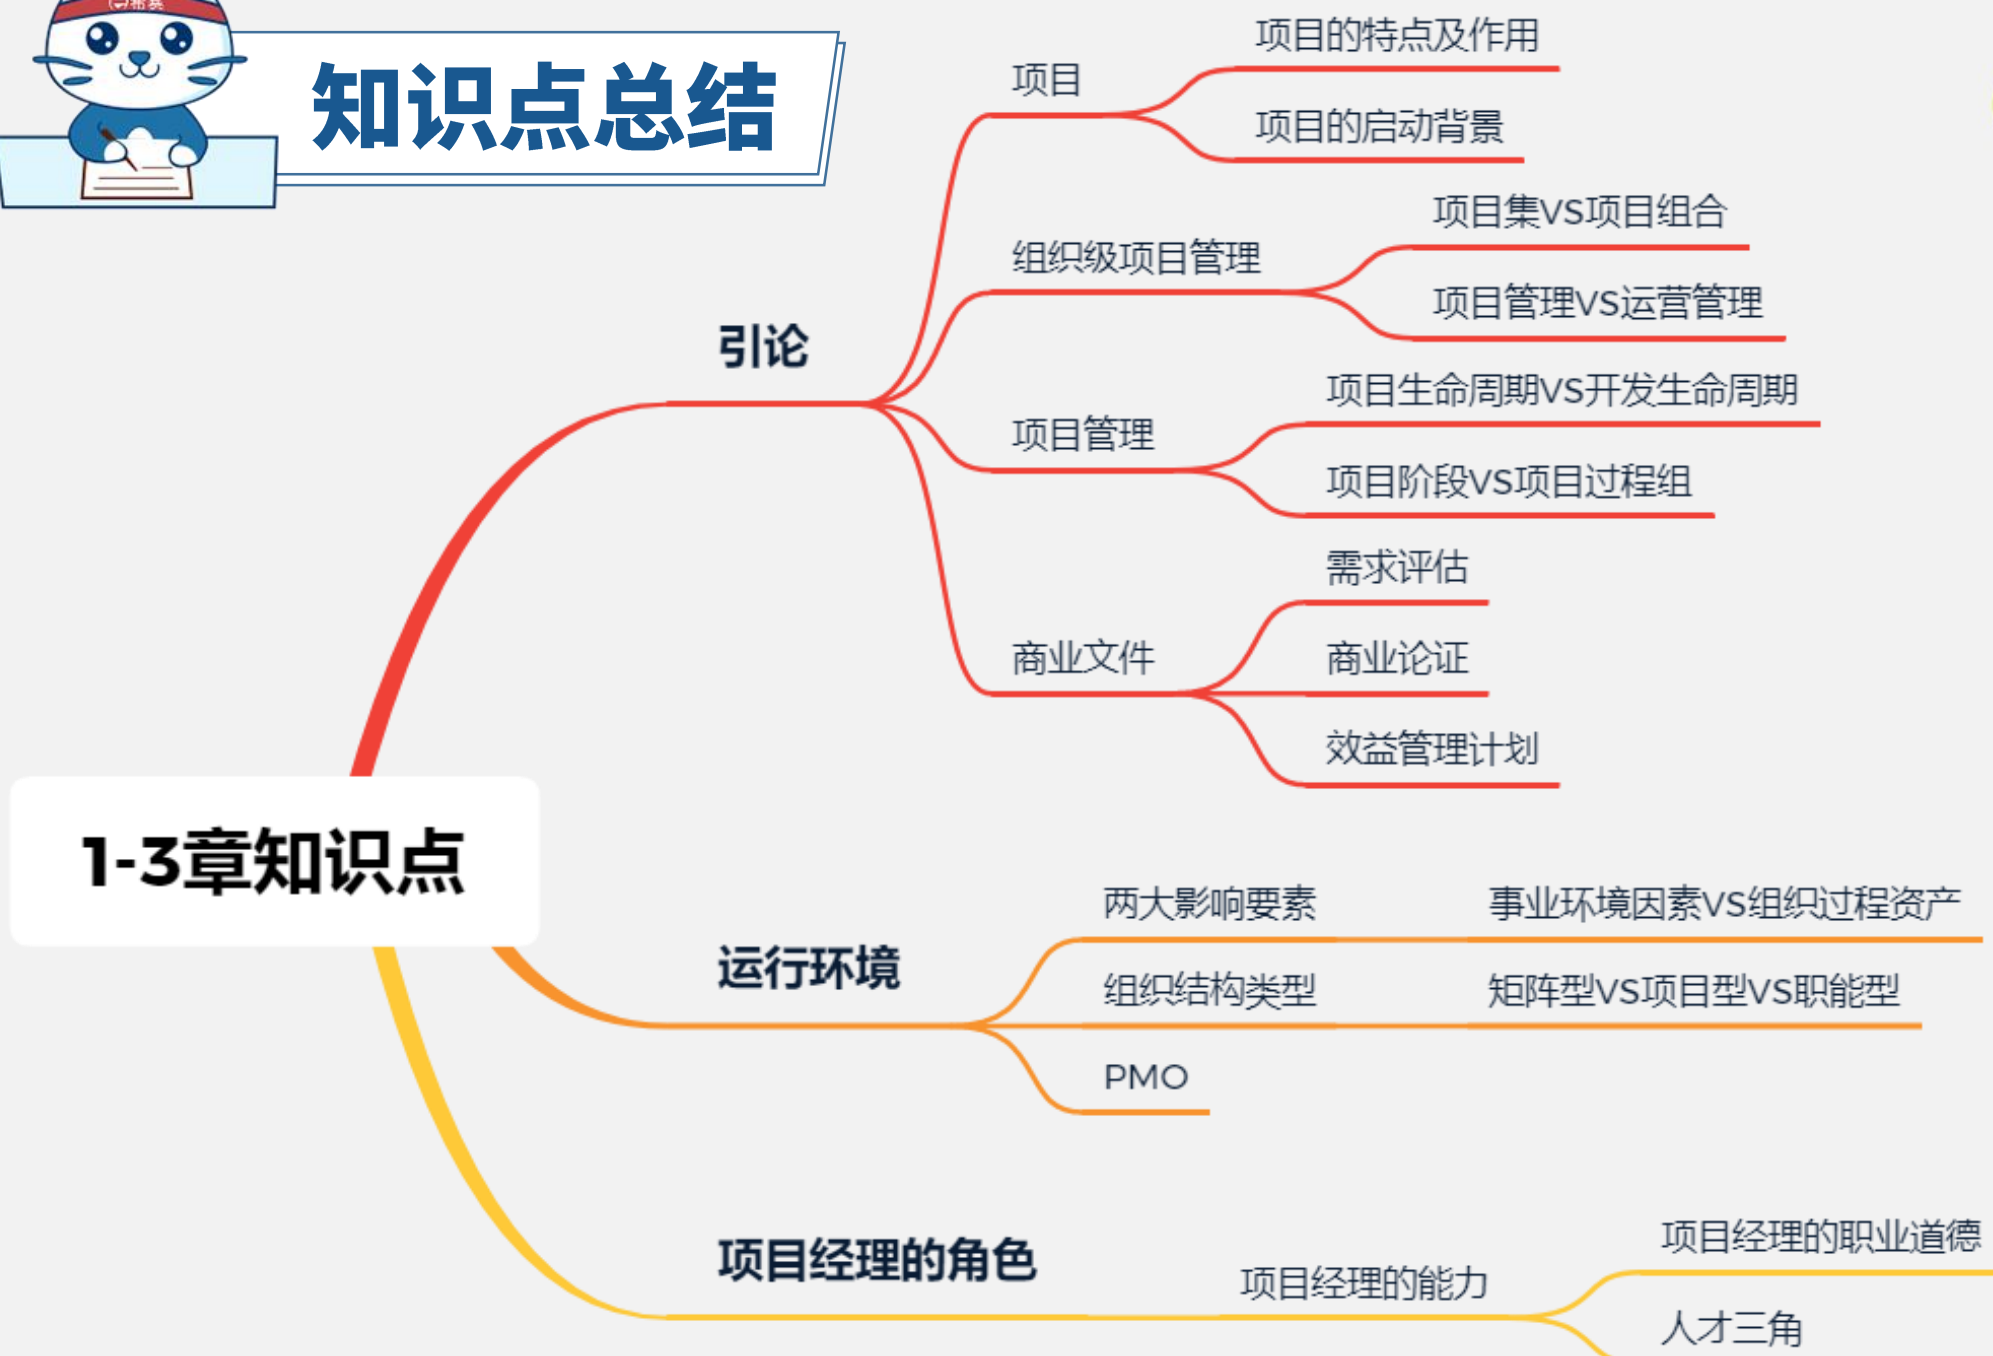 知识点总结
1-3章知识点
引论
项目
项目的特点及作用
项目的启动背景
组织级项目管理
项目集VS项目组合
项目管理VS运营管理
项目管理
项目生命周期VS开发生命周期
项目阶段VS项目过程组
商业文件
需求评估
商业论证
效益管理计划
运行环境
两大影响要素
事业环境因素VS组织过程资产
组织结构类型
矩阵型VS项目型VS职能型
PMO
项目经理的角色
项目经理的能力
项目经理的职业道德
人才三角